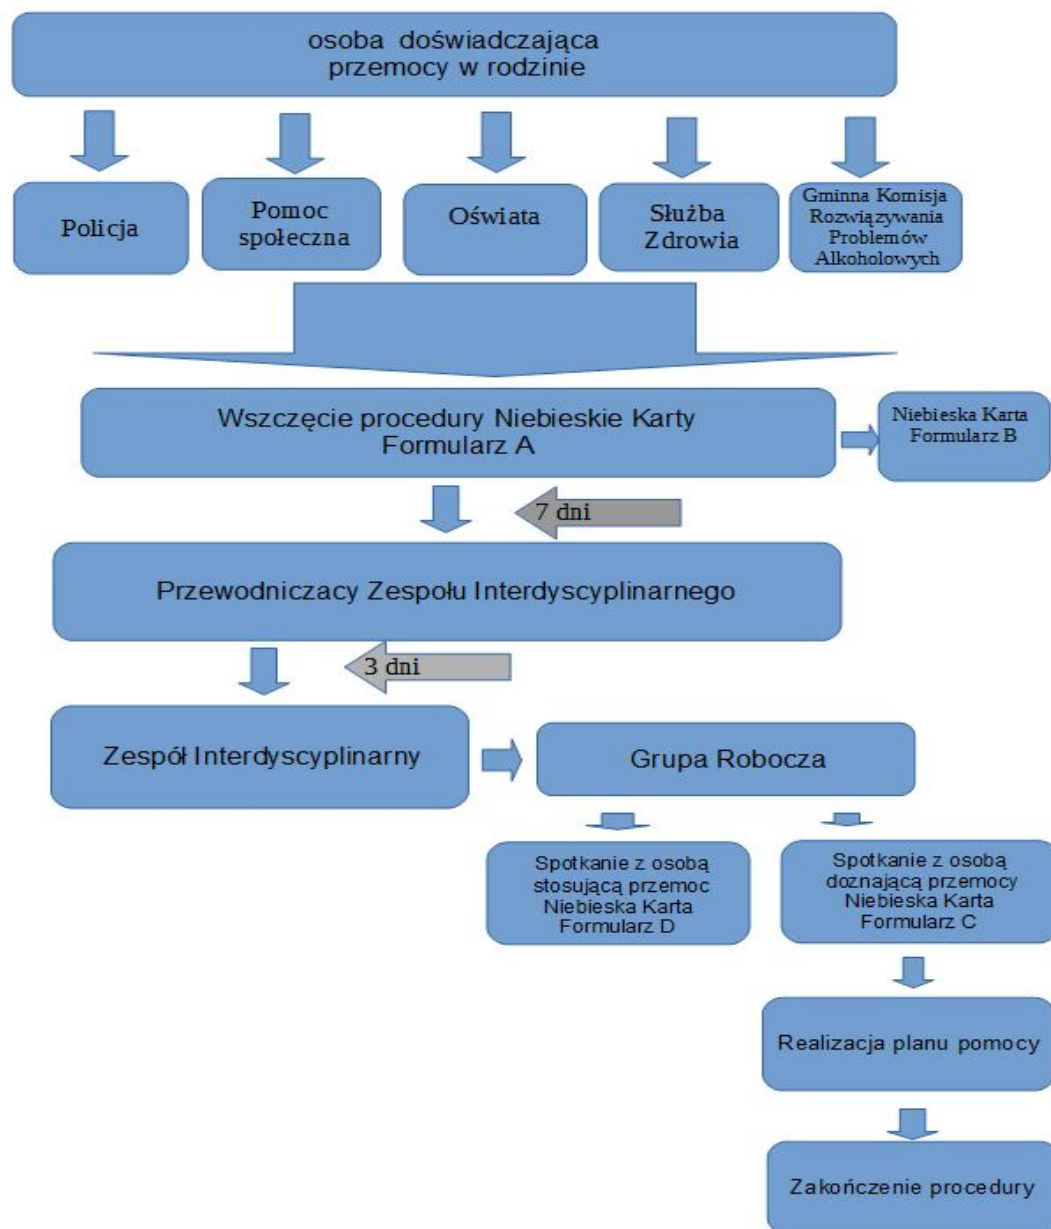 osoba doświadczająca
przemocy w rodzinie
Policja
Pomoc
społeczna
Oświata
Służba
Zdrowia
Gminna Komisja
Rozwiązywania
Problemów
Alkoholowych
Wszczęcie procedury Niebieskie Karty
Formularz A
Niebieska Karta
Formularz B
7 dni
Przewodniczacy Zespołu Interdyscyplinarnego
3 dni
Zespół Interdyscyplinarny
Grupa Robocza
Spotkanie z osobą
stosującą przemoc
Niebieska Karta
Formularz D
Spotkanie z osobą
doznającą przemocy
Niebieska Karta
Formularz C
Realizacja planu pomocy
Zakończenie procedury